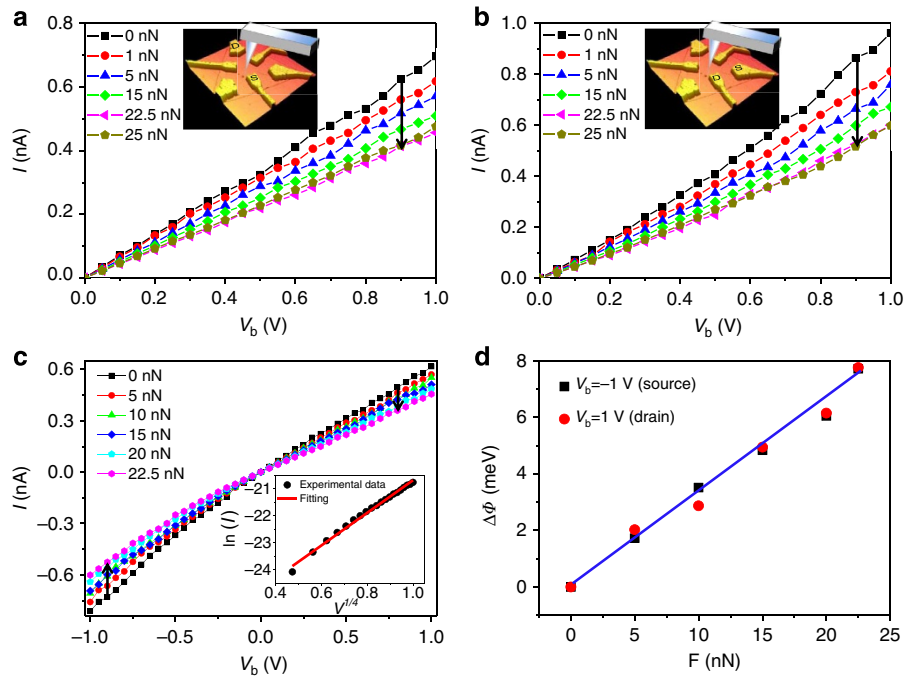 a
0.8
0.6
0.4
0.2
0.0
I (nA)
0 nN
1 nN
5 nN
15 nN
22.5 nN
25 nN
D
S
0.0 0.2 0.4 0.6 0.8 1.0
Vb (V)
b
1.0
0.8
0.6
0.4
0.2
0.0
I (nA)
0 nN
1 nN
5 nN
15 nN
22.5 nN
25 nN
S
D
0.0 0.2 0.4 0.6 0.8 1.0
Vb (V)
c
0.6
0.3
0.0
−0.3
−0.6
I (nA)
0 nN
5 nN
10 nN
15 nN
20 nN
22.5 nN
−21
−22
−23
−24
ln (I)
Experimental data
Fitting
0.4 0.6 0.8 1.0
V1/4
−1.0 −0.5 0.0 0.5 1.0
Vb (V)
d
8
6
4
2
0
ΔΦ (meV)
Vb=−1 V (source)
Vb=1 V (drain)
0 5 10 15 20 25
F (nN)